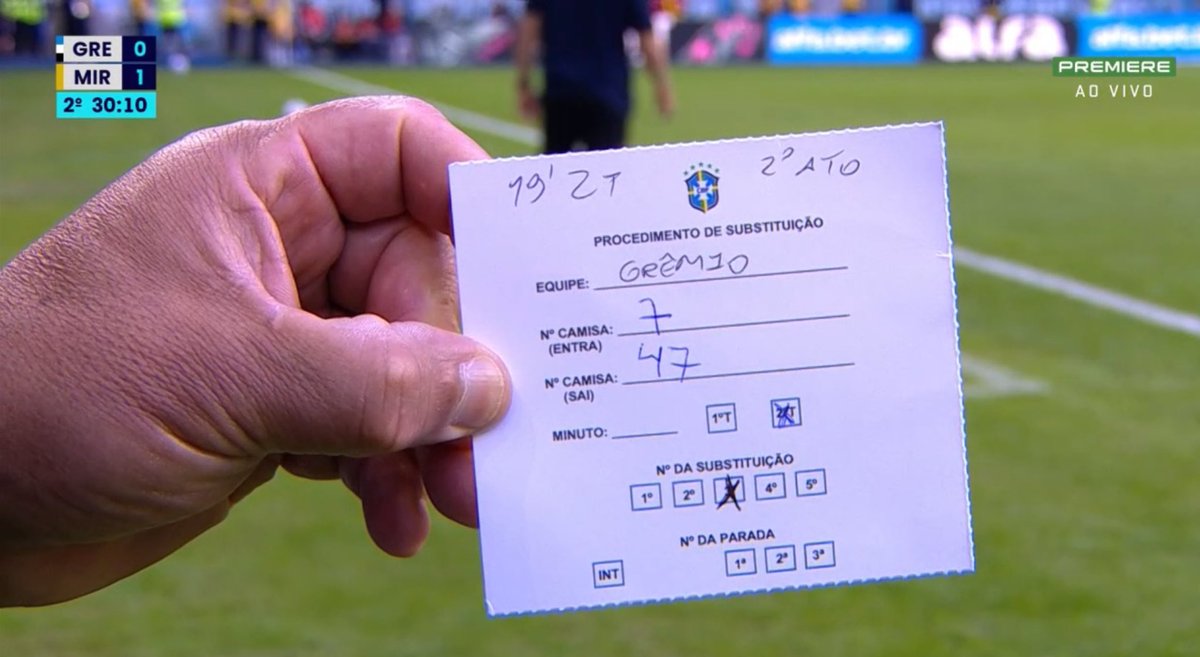 GRE 0
MIR 1
2º 30:10
PREMIERE
AO VIVO
alfa
19' 2T
2º ATO
PROCEDIMENTO DE SUBSTITUIÇÃO
EQUIPE: GRÊMIO
Nº CAMISA: 7
(ENTRA)
Nº CAMISA: 47
(SAI)
MINUTO: 1ºT 2ºT
Nº DA SUBSTITUIÇÃO
1º 2º 4º 5º
Nº DA PARADA
INT 1ª 2ª 3ª